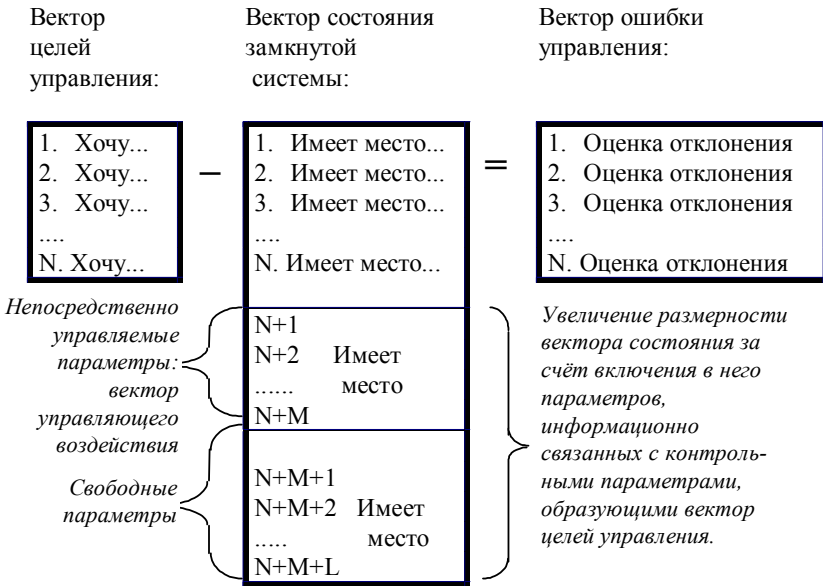 Вектор
целей
управления:
Вектор состояния
замкнутой
системы:
Вектор ошибки
управления:
1. Хочу...
2. Хочу...
3. Хочу...
....
N. Хочу...
–
1. Имеет место...
2. Имеет место...
3. Имеет место...
....
N. Имеет место...
=
1. Оценка отклонения
2. Оценка отклонения
3. Оценка отклонения
....
N. Оценка отклонения
Непосредственно
управляемые
параметры:
вектор
управляющего
воздействия
N+1
N+2 Имеет
...... место
N+M
Свободные
параметры
N+M+1
N+M+2 Имеет
..... место
N+M+L
Увеличение размерности
вектора состояния за
счёт включения в него
параметров,
информационно
связанных с контроль-
ными параметрами,
образующими вектор
целей управления.